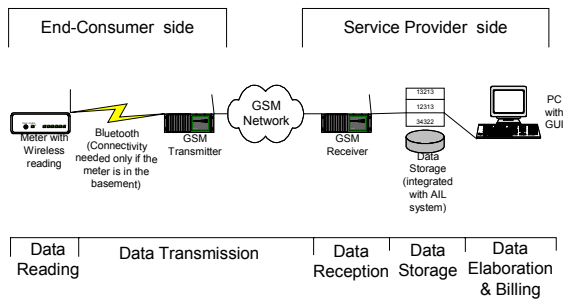 End-Consumer side
Service Provider side
Meter with
Wireless
reading
Bluetooth
(Connectivity
needed only if the
meter is in the
basement)
GSM
Transmitter
GSM
Network
GSM
Receiver
13213
12313
34322
Data
Storage
(integrated
with AIL
system)
PC
with
GUI
Data
Reading
Data Transmission
Data
Reception
Data
Storage
Data
Elaboration
& Billing